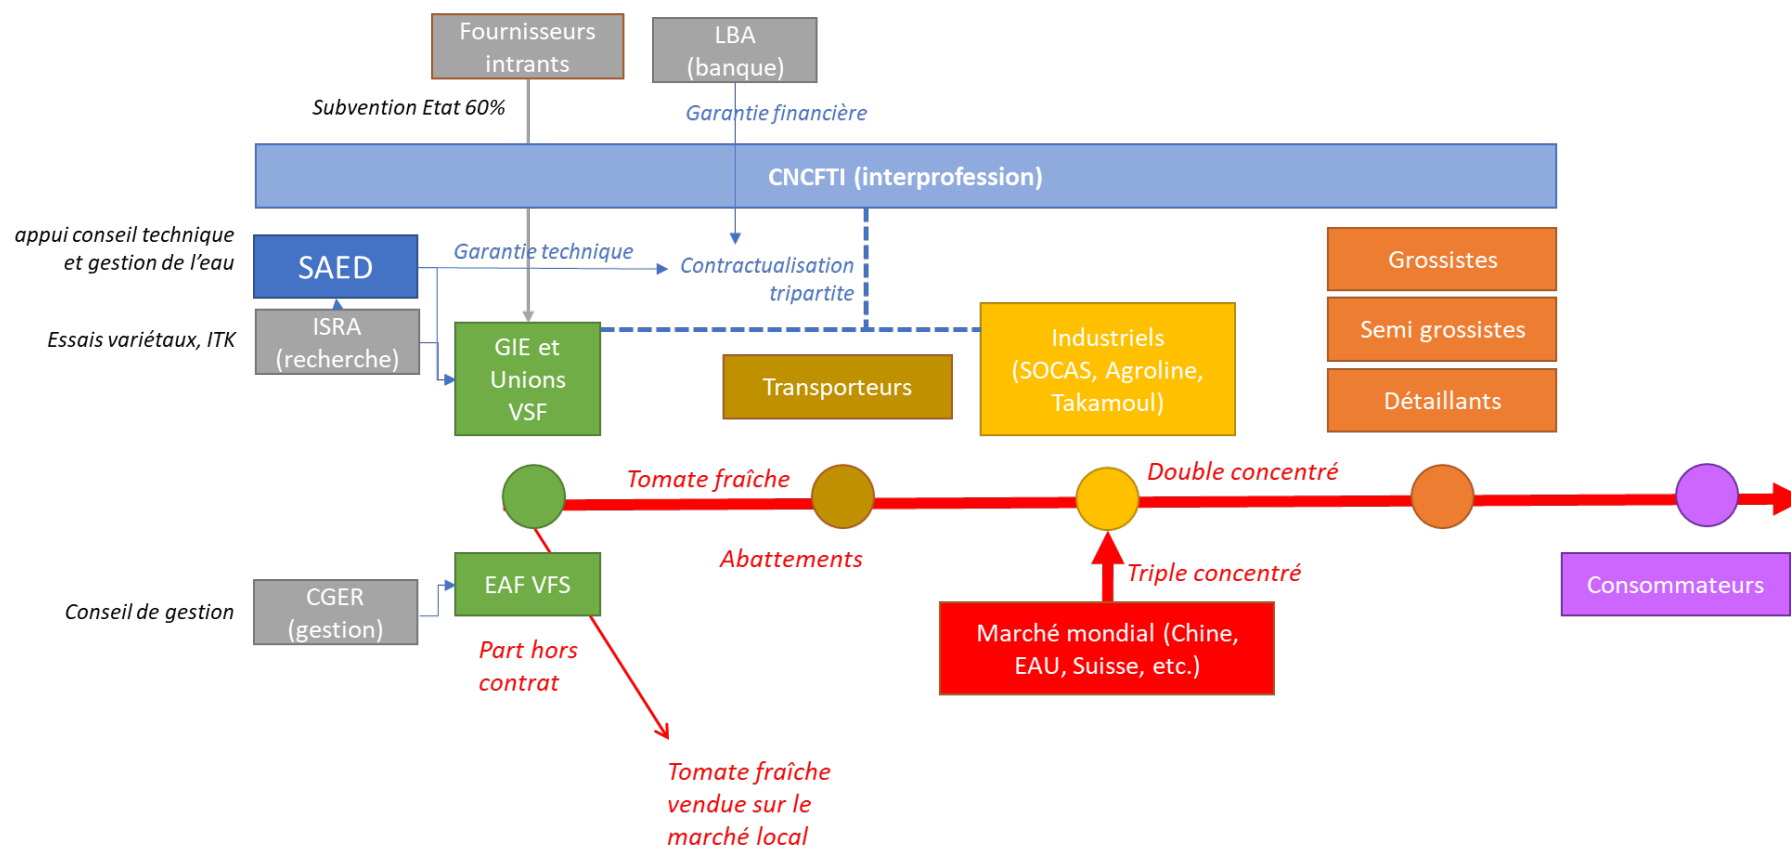 Fournisseurs
intrants
LBA
(banque)
Subvention Etat 60%
Garantie financière
CNCFTI (interprofession)
appui conseil technique
et gestion de l’eau
SAED
Garantie technique
Contractualisation
tripartite
Grossistes
Essais variétaux, ITK
ISRA
(recherche)
GIE et
Unions
VSF
Transporteurs
Industriels
(SOCAS, Agroline,
Takamoul)
Semi grossistes
Détaillants
Tomate fraîche
Double concentré
Abattements
Triple concentré
Conseil de gestion
CGER
(gestion)
EAF VFS
Consommateurs
Part hors
contrat
Marché mondial (Chine,
EAU, Suisse, etc.)
Tomate fraîche
vendue sur le
marché local